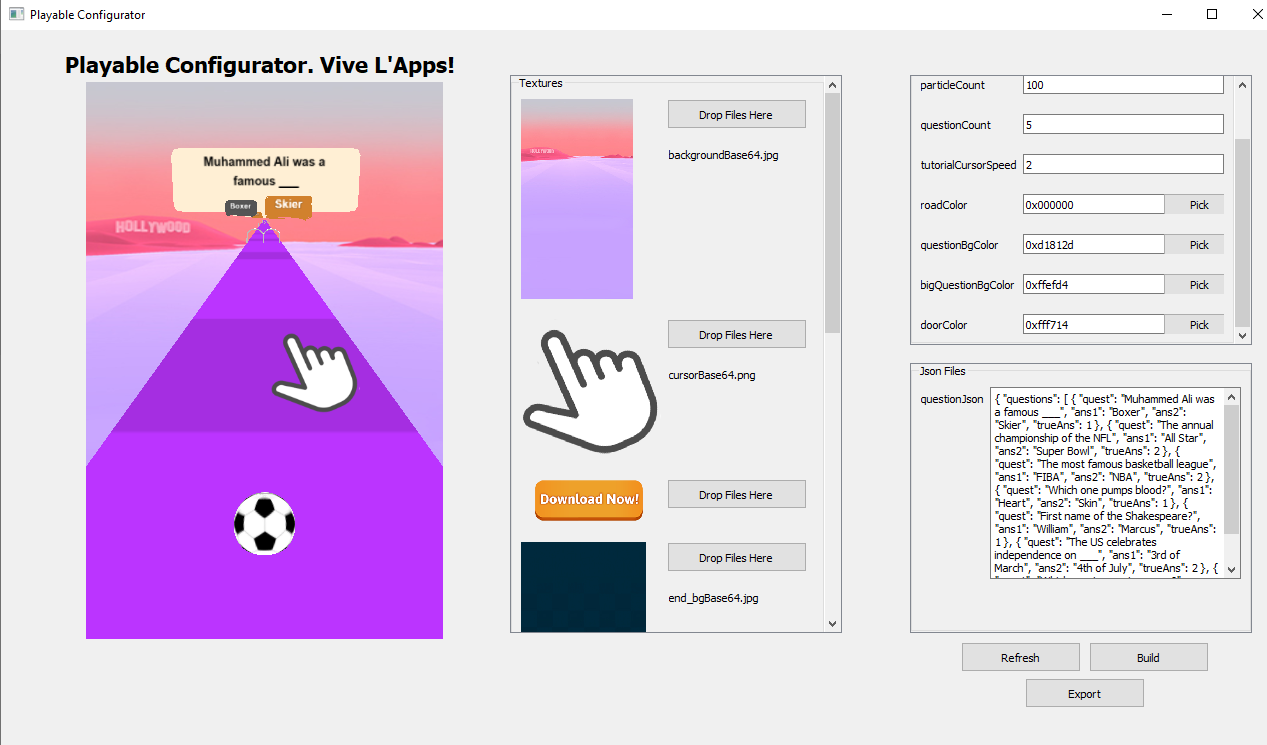 Playable Configurator
Playable Configurator. Vive L'Apps!
Muhammed Ali was a
famous ___
Boxer
Skier
HOLLYWOOD
Textures
HOLLYWOOD
Drop Files Here
backgroundBase64.jpg
Drop Files Here
cursorBase64.png
Download Now!
Drop Files Here
Drop Files Here
end_bgBase64.jpg
particleCount 100
questionCount 5
tutorialCursorSpeed 2
roadColor 0x000000 Pick
questionBgColor 0xd1812d Pick
bigQuestionBgColor 0xffefd4 Pick
doorColor 0xfff714 Pick
Json Files
questionJson
{ "questions": [ { "quest": "Muhammed Ali was
a famous ___", "ans1": "Boxer", "ans2":
"Skier", "trueAns": 1 }, { "quest": "The annual
championship of the NFL", "ans1": "All Star",
"ans2": "Super Bowl", "trueAns": 2 }, {
"quest": "The most famous basketball league",
"ans1": "FIBA", "ans2": "NBA", "trueAns": 2 },
{ "quest": "Which one pumps blood?", "ans1":
"Heart", "ans2": "Skin", "trueAns": 1 }, {
"quest": "First name of the Shakespeare?",
"ans1": "William", "ans2": "Marcus", "trueAns":
1 }, { "quest": "The US celebrates
independence on ___", "ans1": "3rd of
March", "ans2": "4th of July", "trueAns": 2 }, {
Refresh
Build
Export